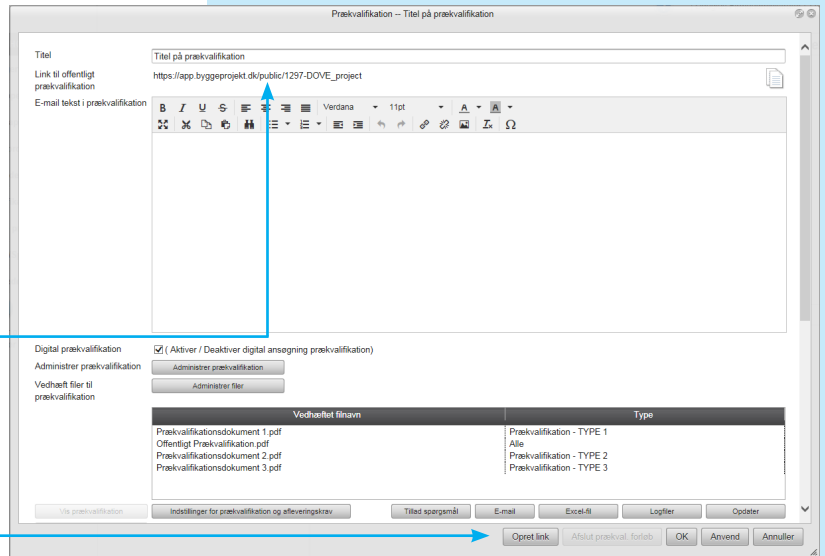 Prækvalifikation -- Titel på prækvalifikation
Titel
Titel på prækvalifikation
Link til offentligt
prækvalifikation
https://app.byggeprojekt.dk/public/1297-DOVE_project
E-mail tekst i prækvalifikation
B I U S Verdana 11pt A A
Ω
Digital prækvalifikation
( Aktiver / Deaktiver digital ansøgning prækvalifikation)
Administrer prækvalifikation
Administrer prækvalifikation
Vedhæft filer til
prækvalifikation
Administrer filer
Vedhæftet filnavn Type
Prækvalifikationsdokument 1.pdf Prækvalifikation - TYPE 1
Offentligt Prækvalifikation.pdf Alle
Prækvalifikationsdokument 2.pdf Prækvalifikation - TYPE 2
Prækvalifikationsdokument 3.pdf Prækvalifikation - TYPE 3
Vis prækvalifikation Indstillinger for prækvalifikation og afleveringskrav Tillad spørgsmål E-mail Excel-fil Logfiler Opdater
Opret link Afslut prækval. forløb OK Anvend Annuller